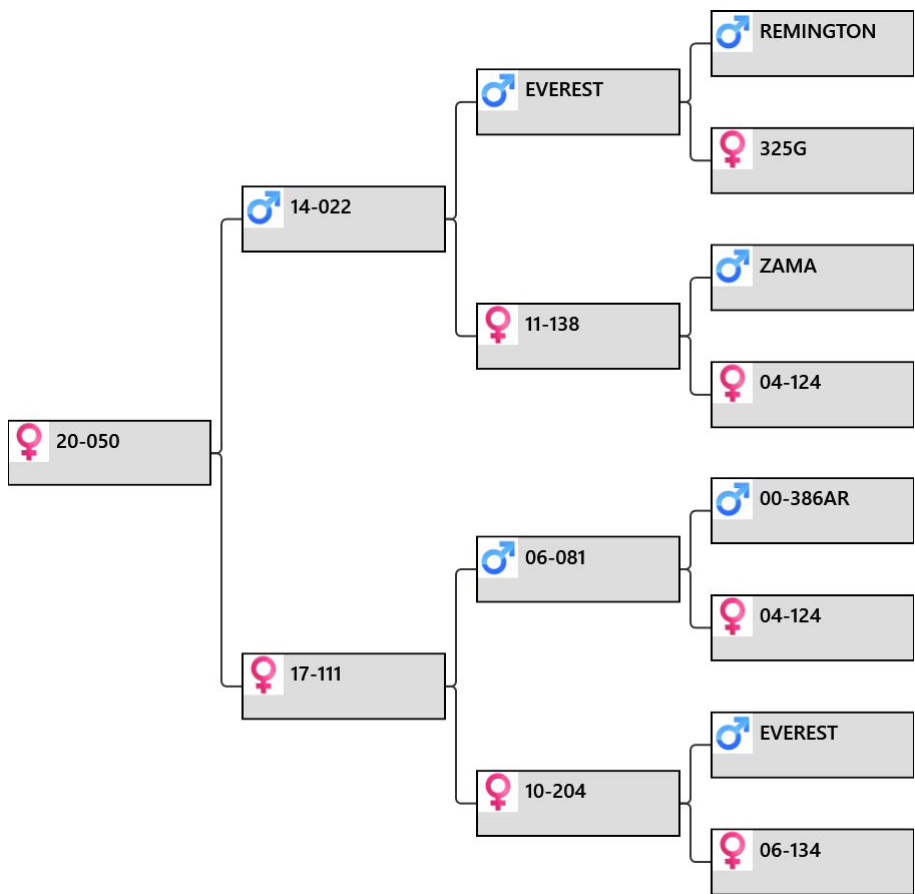 REMINGTON
EVEREST
325G
14-022
ZAMA
11-138
04-124
20-050
00-386AR
06-081
04-124
17-111
EVEREST
10-204
06-134